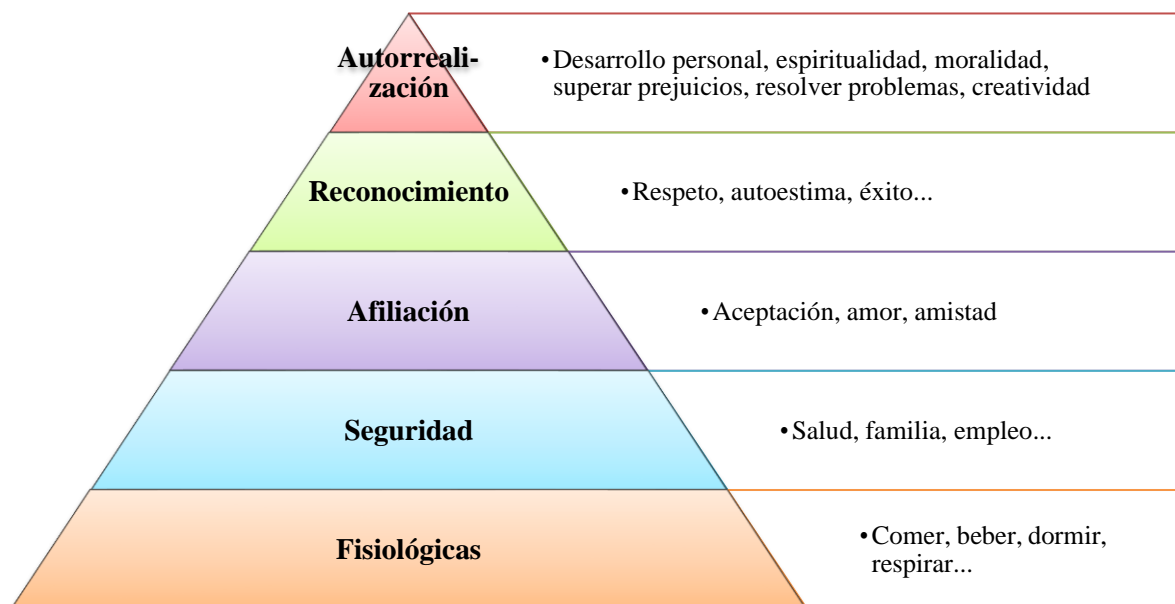 Autorreali-
zación
•Desarrollo personal, espiritualidad, moralidad,
superar prejuicios, resolver problemas, creatividad
Reconocimiento
•Respeto, autoestima, éxito...
Afiliación
•Aceptación, amor, amistad
Seguridad
•Salud, familia, empleo...
Fisiológicas
•Comer, beber, dormir,
respirar...